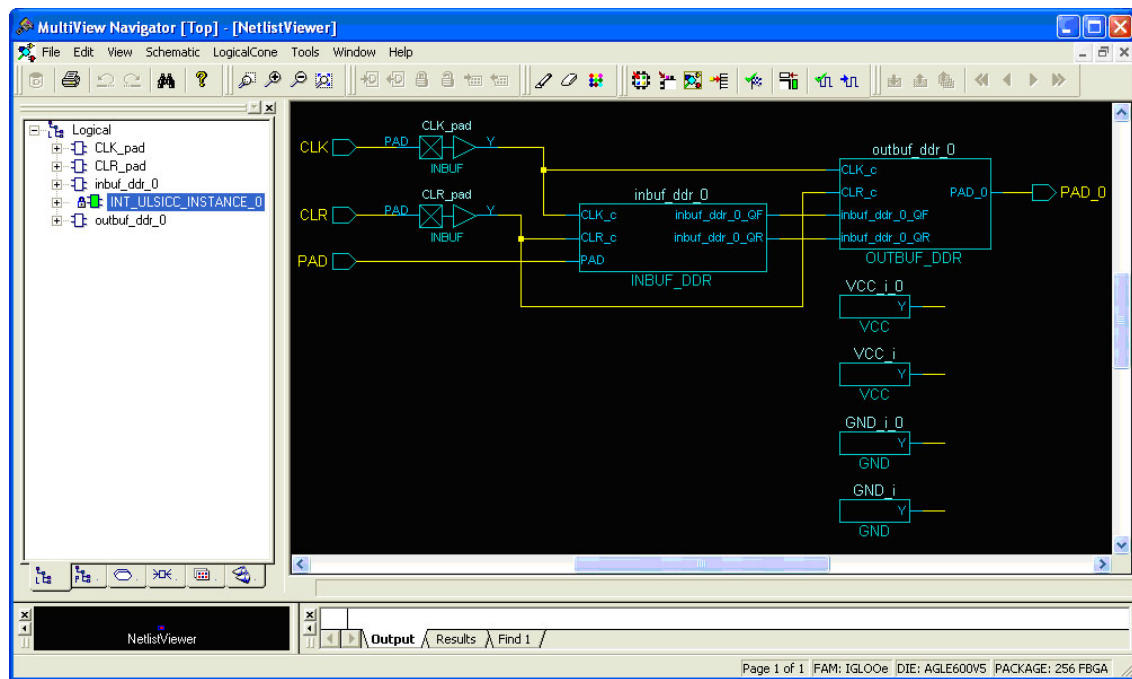 MultiView Navigator [Top] - [NetlistViewer]
File Edit View Schematic LogicalCone Tools Window Help
Logical
CLK_pad
CLR_pad
inbuf_ddr_0
INT_ULSICC_INSTANCE_0
outbuf_ddr_0
CLK PAD CLK_pad Y
INBUF
CLR PAD CLR_pad Y
INBUF
PAD
inbuf_ddr_0
CLK_c inbuf_ddr_0_QF
CLR_c inbuf_ddr_0_QR
PAD
INBUF_DDR
outbuf_ddr_0
CLK_c
CLR_c PAD_0 PAD_0
inbuf_ddr_0_QF
inbuf_ddr_0_QR
OUTBUF_DDR
VCC_i_0
Y
VCC
VCC_i
Y
VCC
GND_i_0
Y
GND
GND_i
Y
GND
NetlistViewer
Output Results Find 1
Page 1 of 1 FAM: IGLOOe DIE: AGLE600V5 PACKAGE: 256 FBGA